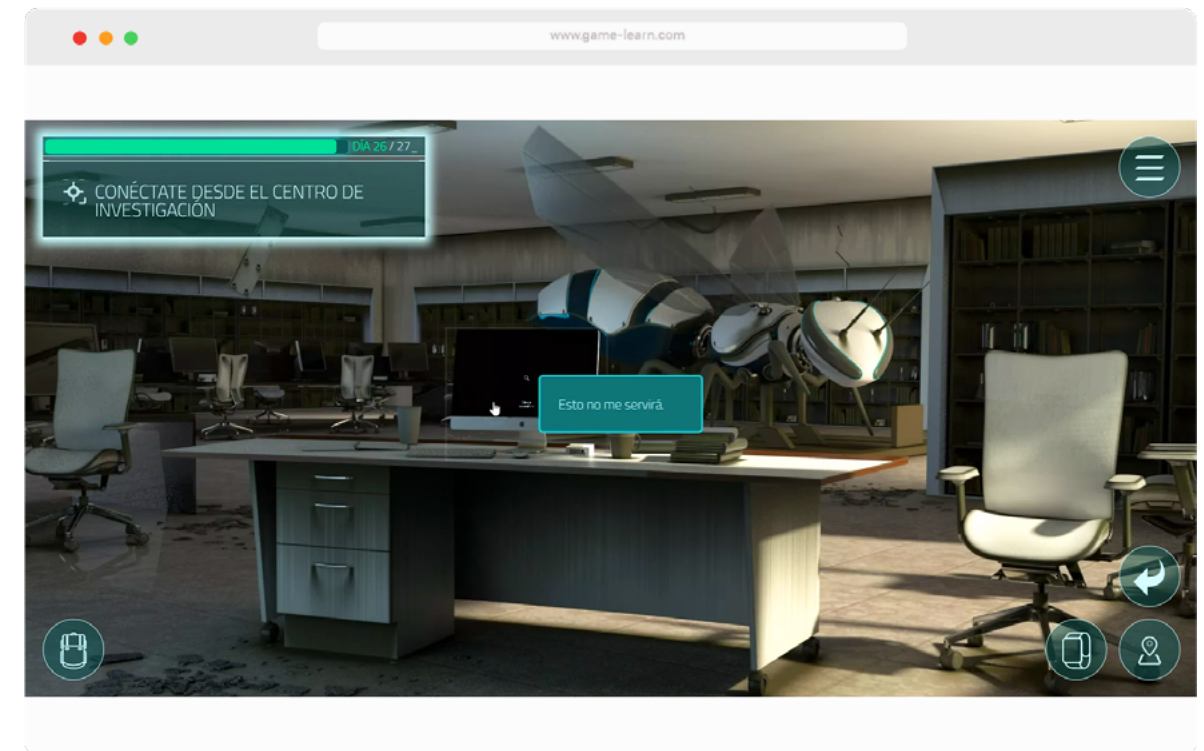 www.game-learn.com
DÍA 26 / 27_
CONÉCTATE DESDE EL CENTRO DE
INVESTIGACIÓN
Esto no me servirá.